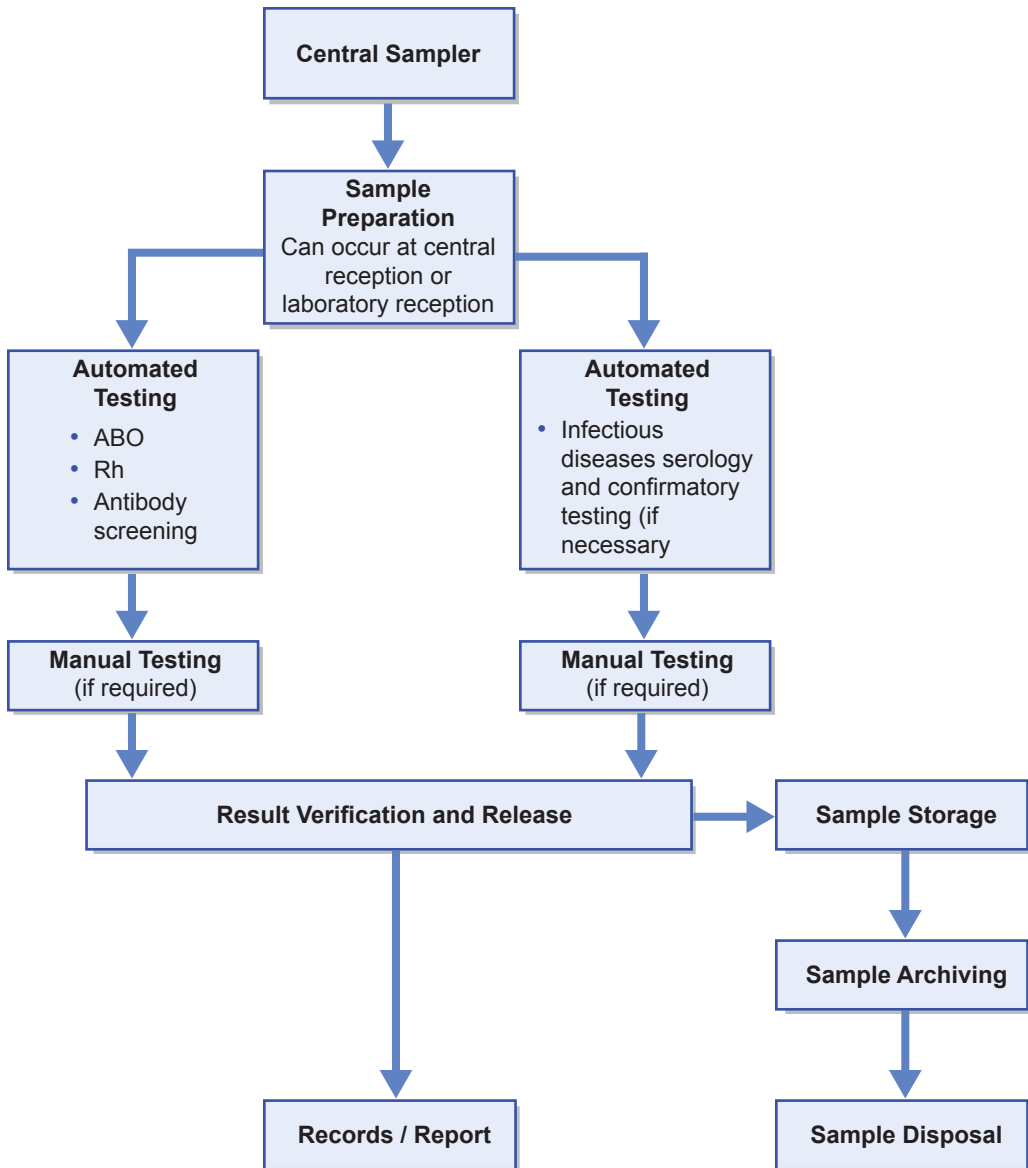 Central Sampler
Sample
Preparation
Can occur at central
reception or
laboratory reception
Automated
Testing
• ABO
• Rh
• Antibody
screening
Automated
Testing
• Infectious
diseases serology
and confirmatory
testing (if
necessary
Manual Testing
(if required)
Manual Testing
(if required)
Result Verification and Release
Sample Storage
Sample Archiving
Records / Report
Sample Disposal